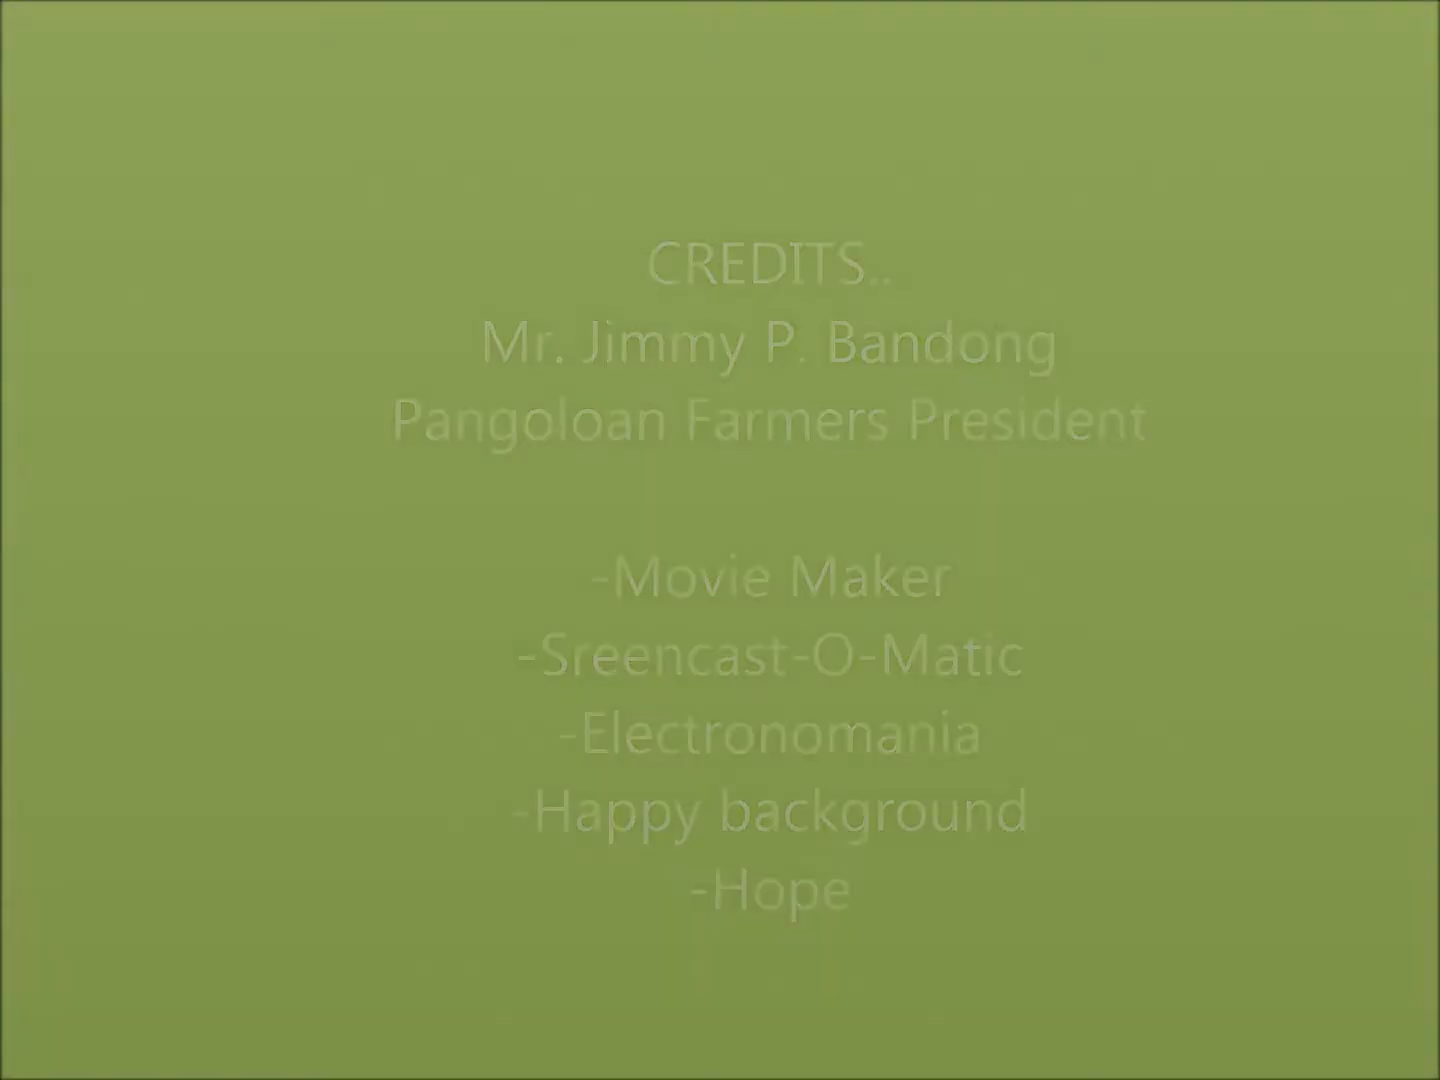 CREDITS..
Mr. Jimmy P. Bandong
Pangoloan Farmers President
-Movie Maker
-Sreencast-O-Matic
-Electronomania
-Happy background
-Hope